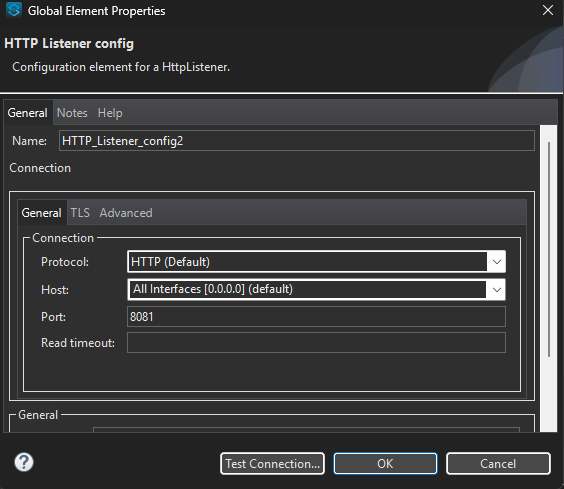 Global Element Properties
HTTP Listener config
Configuration element for a HttpListener.
General Notes Help
Name: HTTP_Listener_config2
Connection
General TLS Advanced
Connection
Protocol: HTTP (Default)
Host: All Interfaces [0.0.0.0] (default)
Port: 8081
Read timeout:
General
? Test Connection... OK Cancel